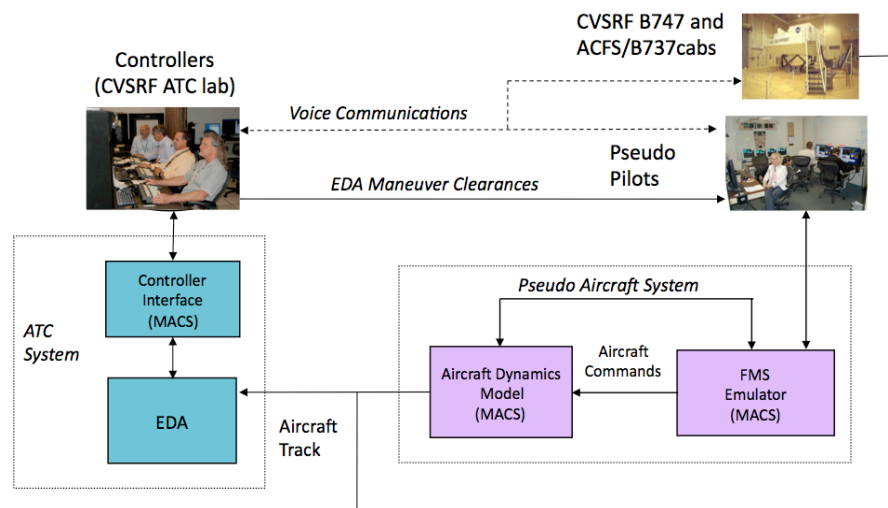 CVSRF B747 and
ACFS/B737cabs
Controllers
(CVSRF ATC lab)
Voice Communications
Pseudo
Pilots
EDA Maneuver Clearances
ATC
System
Controller
Interface
(MACS)
EDA
Aircraft
Track
Pseudo Aircraft System
Aircraft Dynamics
Model
(MACS)
Aircraft
Commands
FMS
Emulator
(MACS)